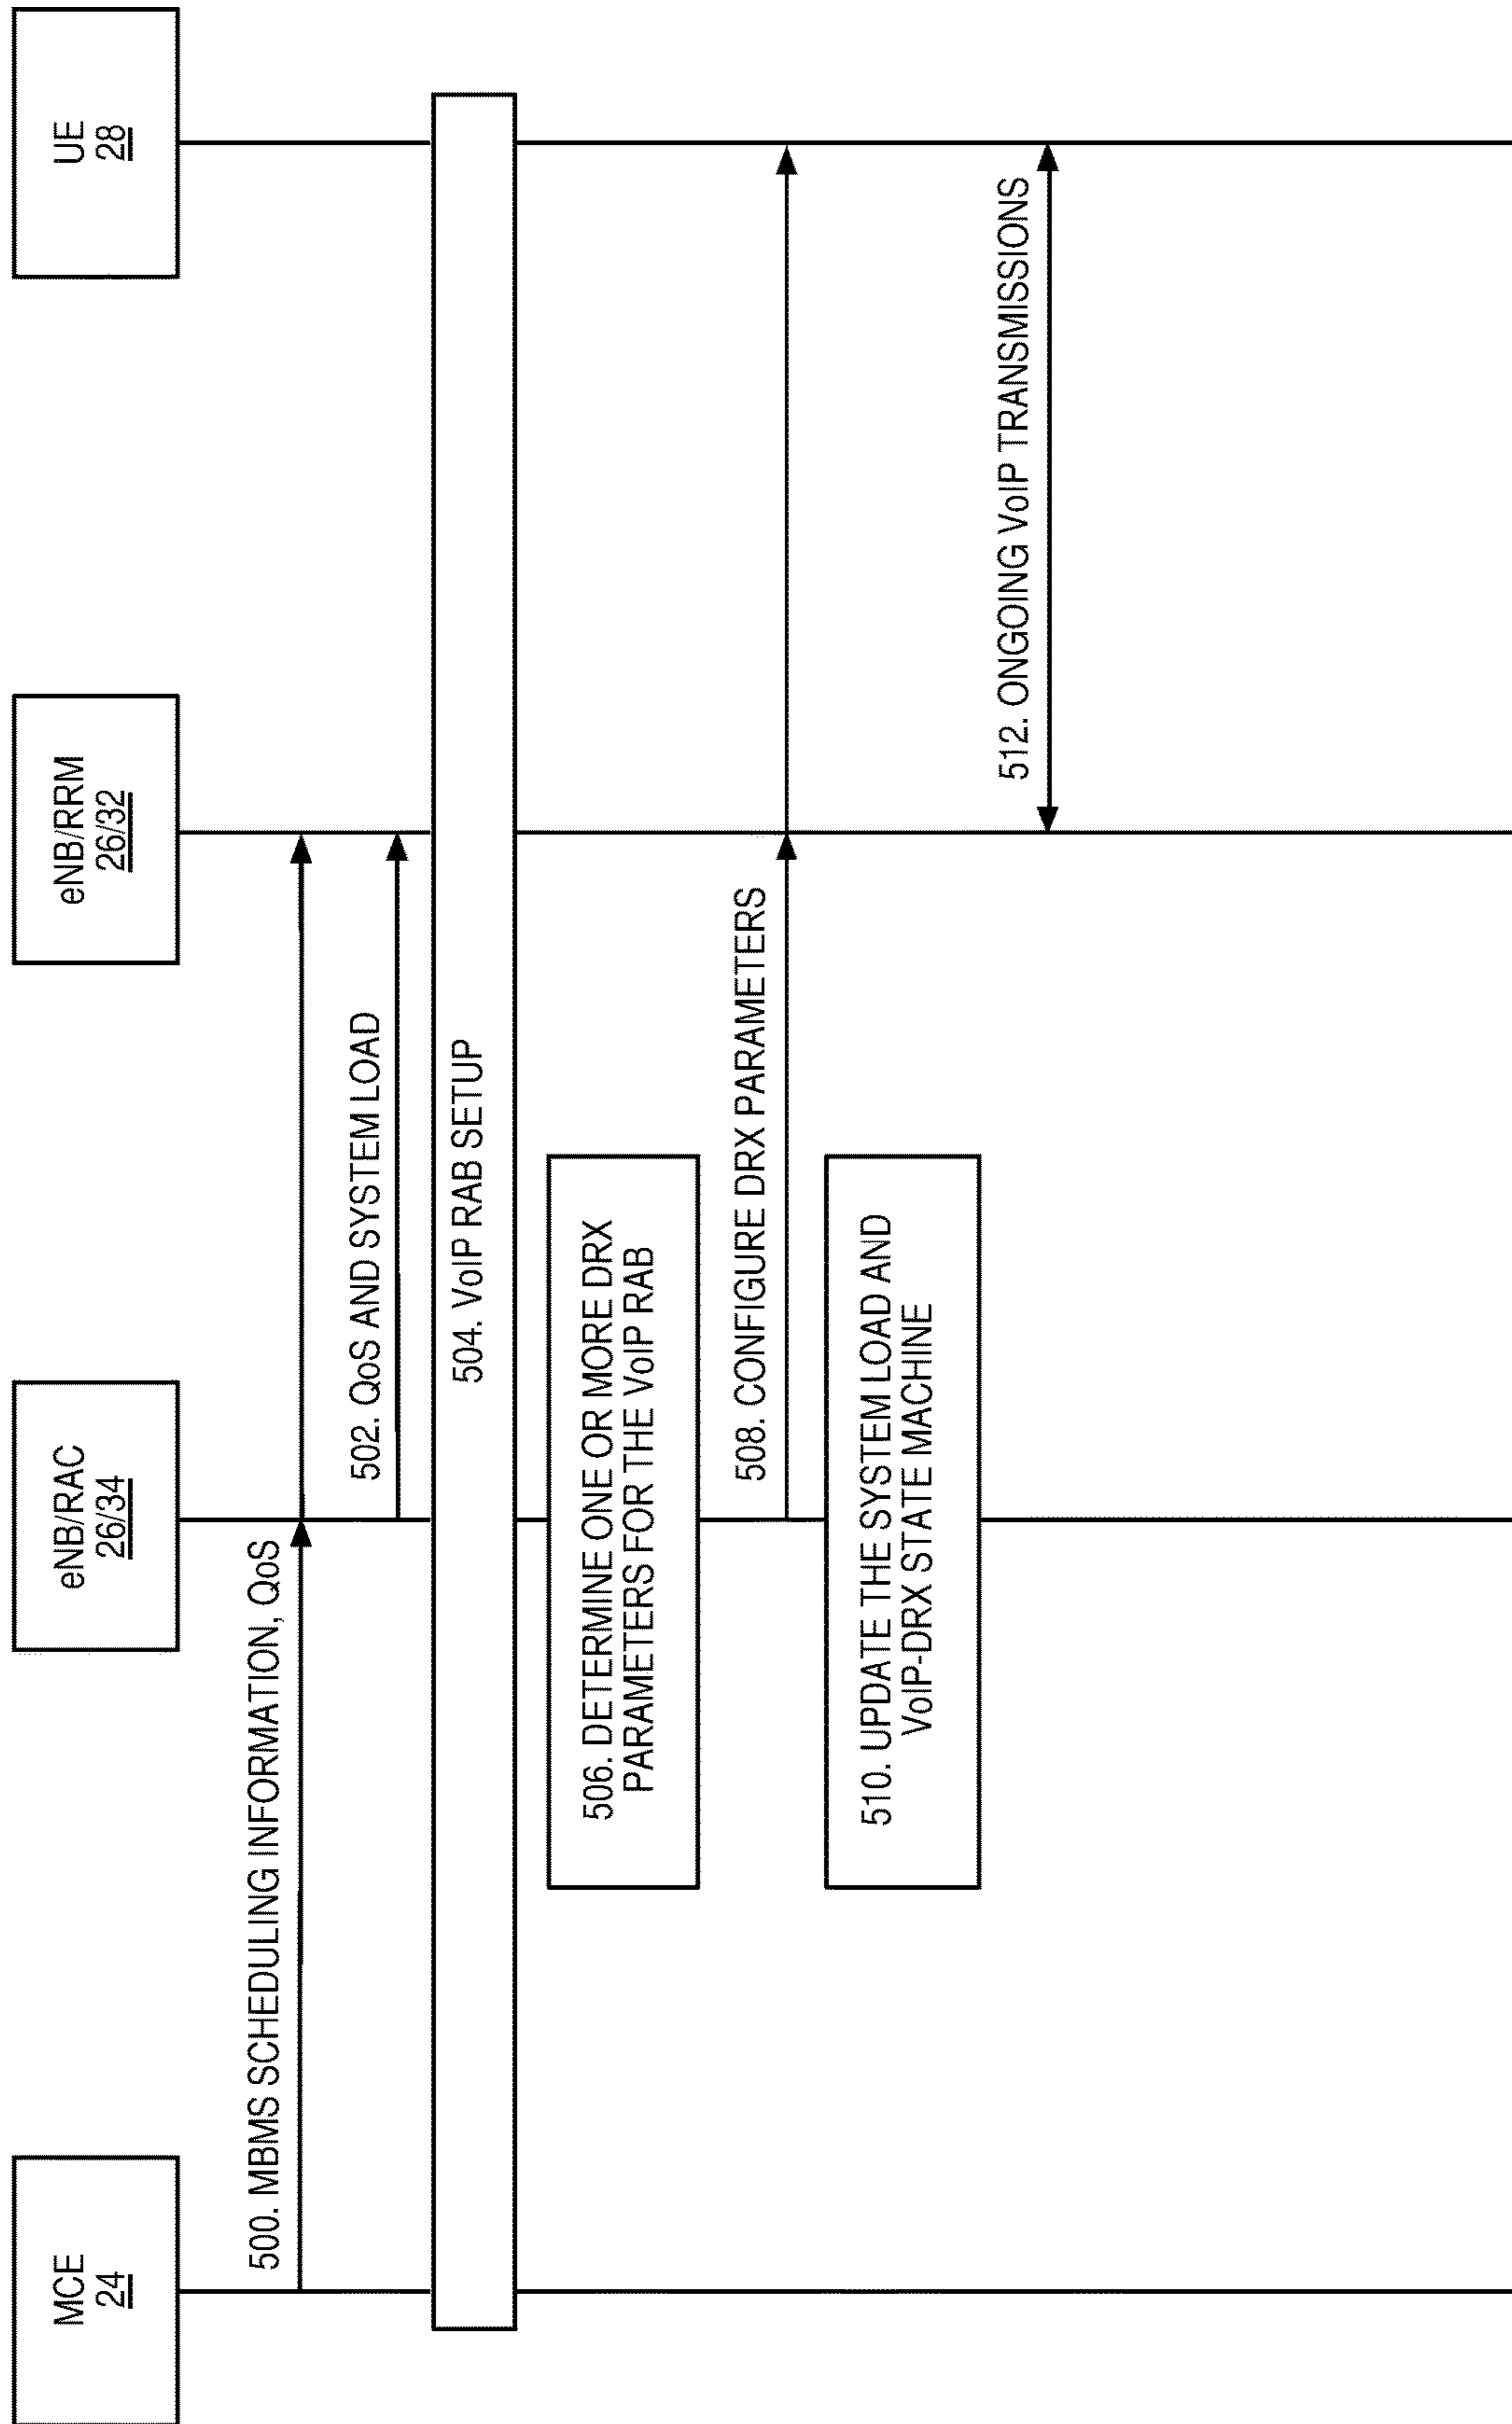 MCE
24
eNB/RAC
26/34
eNB/RRM
26/32
UE
28
500. MBMS SCHEDULING INFORMATION, QoS
502. QoS AND SYSTEM LOAD
504. VoIP RAB SETUP
506. DETERMINE ONE OR MORE DRX
PARAMETERS FOR THE VoIP RAB
508. CONFIGURE DRX PARAMETERS
510. UPDATE THE SYSTEM LOAD AND
VoIP-DRX STATE MACHINE
512. ONGOING VoIP TRANSMISSIONS